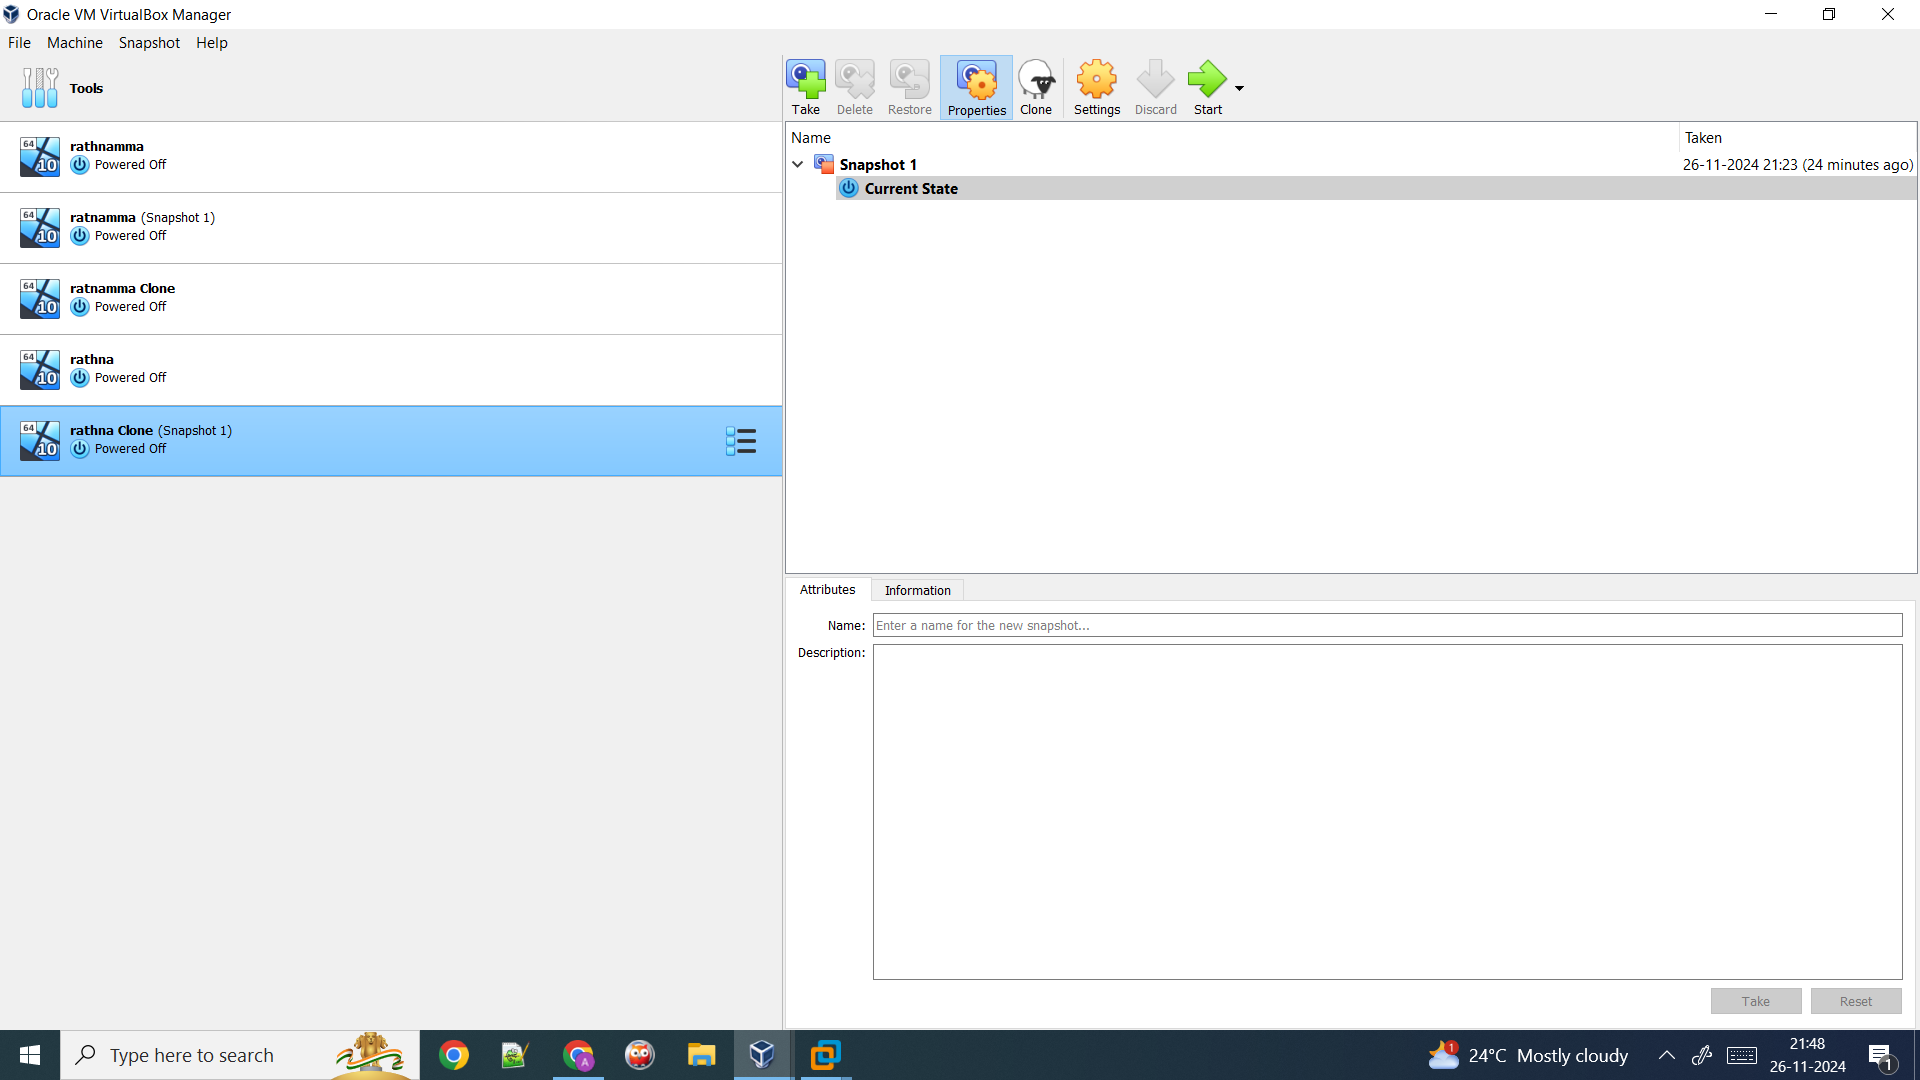 Oracle VM VirtualBox Manager
File Machine Snapshot Help
Tools
Take Delete Restore Properties Clone Settings Discard Start
64 10 rathnamma
Powered Off
64 10 ratnamma (Snapshot 1)
Powered Off
64 10 ratnamma Clone
Powered Off
64 10 rathna
Powered Off
64 10 rathna Clone (Snapshot 1)
Powered Off
Name Taken
Snapshot 1 26-11-2024 21:23 (24 minutes ago)
Current State
Attributes Information
Name: Enter a name for the new snapshot...
Description:
Take Reset
Type here to search
A
1 24°C Mostly cloudy
21:48
26-11-2024
1